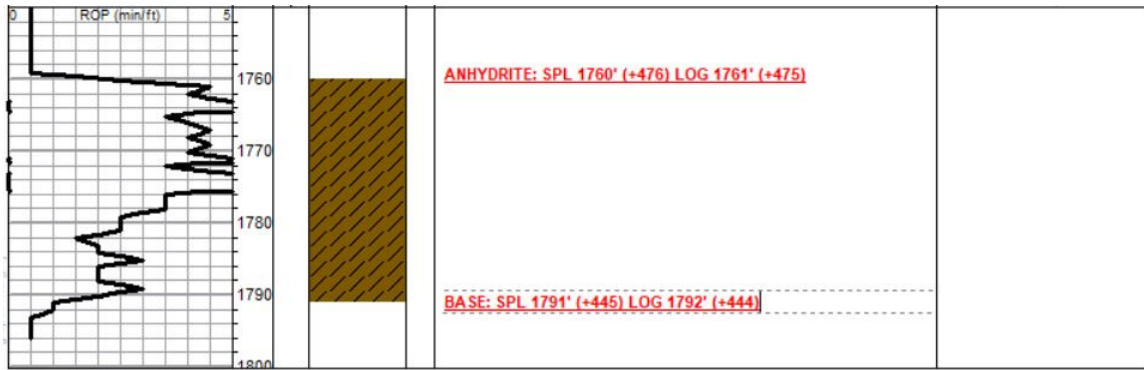 0 ROP (min/ft) 5
1760
ANHYDRITE: SPL 1760' (+476) LOG 1761' (+475)
1770
1780
1790
BASE: SPL 1791' (+445) LOG 1792' (+444)
1800